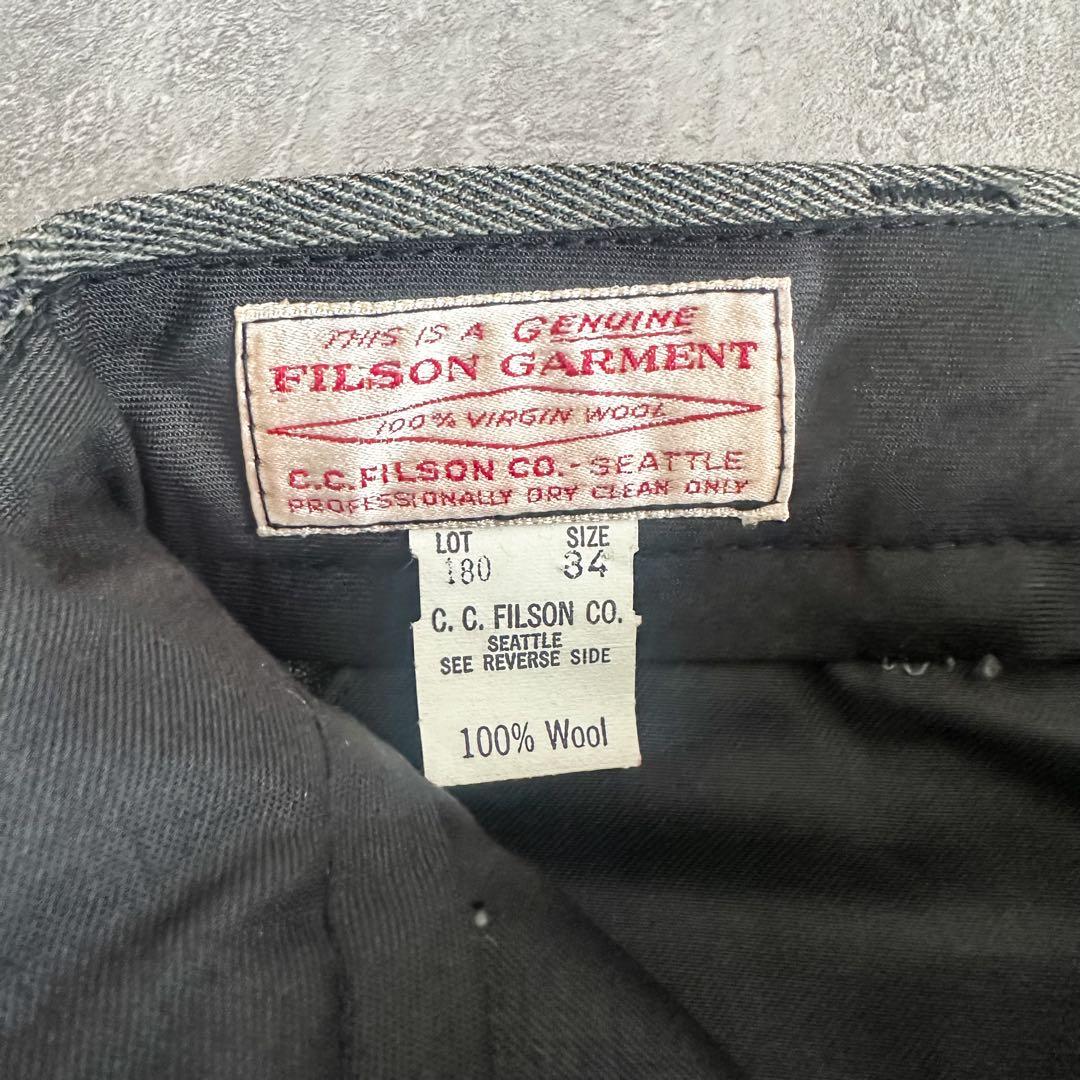 THIS IS A GENUINE
FILSON GARMENT
100% VIRGIN WOOL
C.C. FILSON CO. - SEATTLE
PROFESSIONALLY DRY CLEAN ONLY
LOT SIZE
180 34
C. C. FILSON CO.
SEATTLE
SEE REVERSE SIDE
100% Wool